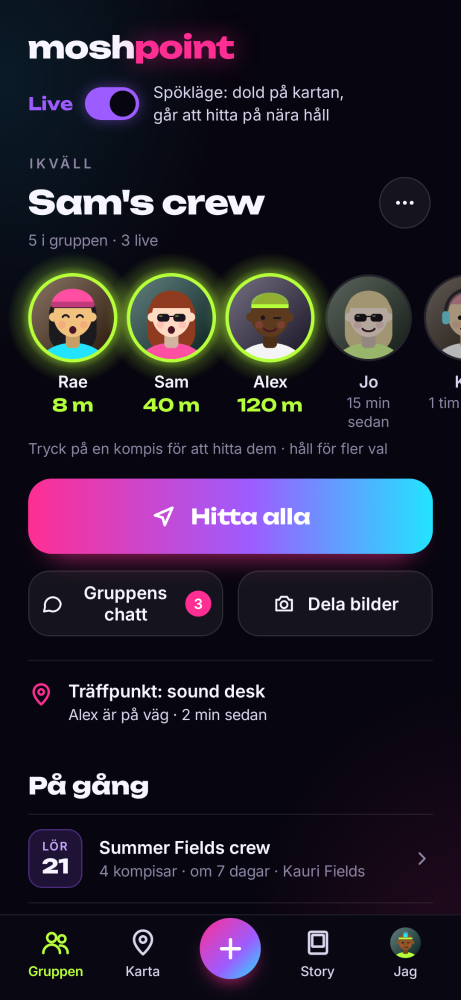 moshpoint
Live
Spökläge: dold på kartan,
går att hitta på nära håll
IKVÄLL
Sam's crew
5 i gruppen · 3 live
Rae
8 m
Sam
40 m
Alex
120 m
Jo
15 min
sedan
1 tim
Tryck på en kompis för att hitta dem · håll för fler val
Hitta alla
Gruppens
chatt
3
Dela bilder
Träffpunkt: sound desk
Alex är på väg · 2 min sedan
På gång
LÖR
21
Summer Fields crew
4 kompisar · om 7 dagar · Kauri Fields
Gruppen
Karta
Story
Jag